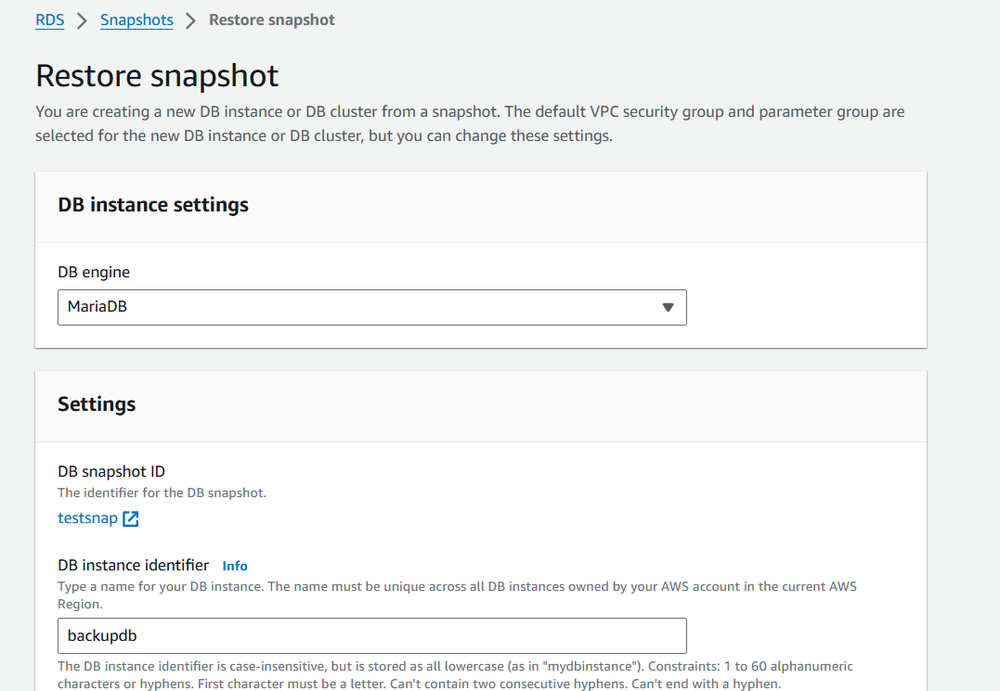 RDS > Snapshots > Restore snapshot
Restore snapshot
You are creating a new DB instance or DB cluster from a snapshot. The default VPC security group and parameter group are
selected for the new DB instance or DB cluster, but you can change these settings.
DB instance settings
DB engine
MariaDB
Settings
DB snapshot ID
The identifier for the DB snapshot.
testsnap
DB instance identifier Info
Type a name for your DB instance. The name must be unique across all DB instances owned by your AWS account in the current AWS
Region.
backupdb
The DB instance identifier is case-insensitive, but is stored as all lowercase (as in "mydbinstance"). Constraints: 1 to 60 alphanumeric
characters or hyphens. First character must be a letter. Can't contain two consecutive hyphens. Can't end with a hyphen.